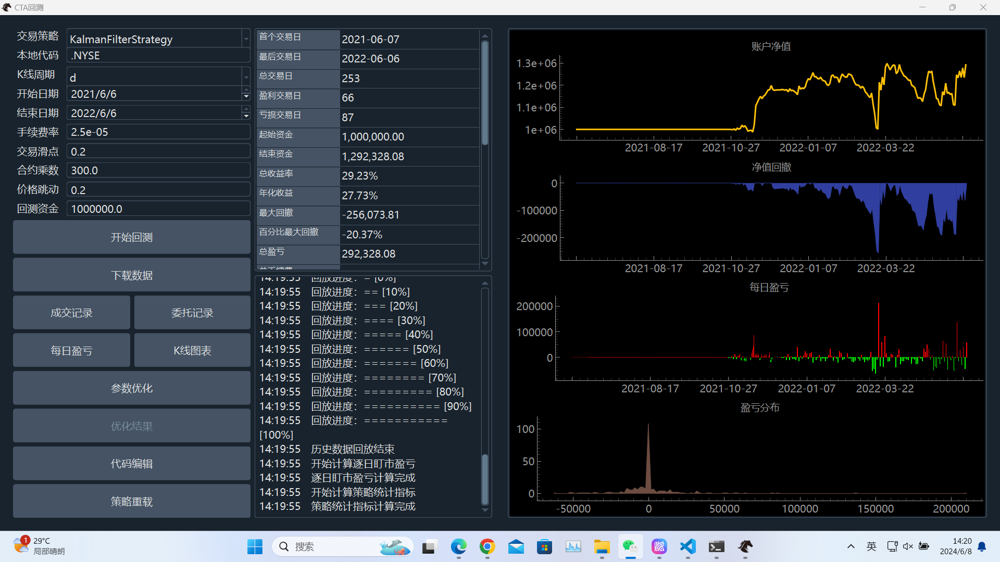 CTA回测
交易策略 KalmanFilterStrategy
本地代码 .NYSE
K线周期 d
开始日期 2021/6/6
结束日期 2022/6/6
手续费率 2.5e-05
交易滑点 0.2
合约乘数 300.0
价格跳动 0.2
回测资金 1000000.0
开始回测
下载数据
成交记录 委托记录
每日盈亏 K线图表
参数优化
优化结果
代码编辑
策略重载
首个交易日 2021-06-07
最后交易日 2022-06-06
总交易日 253
盈利交易日 66
亏损交易日 87
起始资金 1,000,000.00
结束资金 1,292,328.08
总收益率 29.23%
年化收益 27.73%
最大回撤 -256,073.81
百分比最大回撤 -20.37%
总盈亏 292,328.08
14:19:55 回放进度：= [0%]
14:19:55 回放进度：== [10%]
14:19:55 回放进度：=== [20%]
14:19:55 回放进度：==== [30%]
14:19:55 回放进度：===== [40%]
14:19:55 回放进度：====== [50%]
14:19:55 回放进度：======= [60%]
14:19:55 回放进度：======== [70%]
14:19:55 回放进度：========= [80%]
14:19:55 回放进度：========== [90%]
14:19:55 回放进度：===========
[100%]
14:19:55 历史数据回放结束
14:19:55 开始计算逐日盯市盈亏
14:19:55 逐日盯市盈亏计算完成
14:19:55 开始计算策略统计指标
14:19:55 策略统计指标计算完成
账户净值
1.3e+06
1.2e+06
1.1e+06
1e+06
2021-08-17 2021-10-27 2022-01-07 2022-03-22
净值回撤
0
-100000
-200000
2021-08-17 2021-10-27 2022-01-07 2022-03-22
每日盈亏
200000
100000
0
2021-08-17 2021-10-27 2022-01-07 2022-03-22
盈亏分布
100
50
0
-50000 0 50000 100000 150000 200000
1
29°C
局部晴朗
搜索
英
14:20
2024/6/8